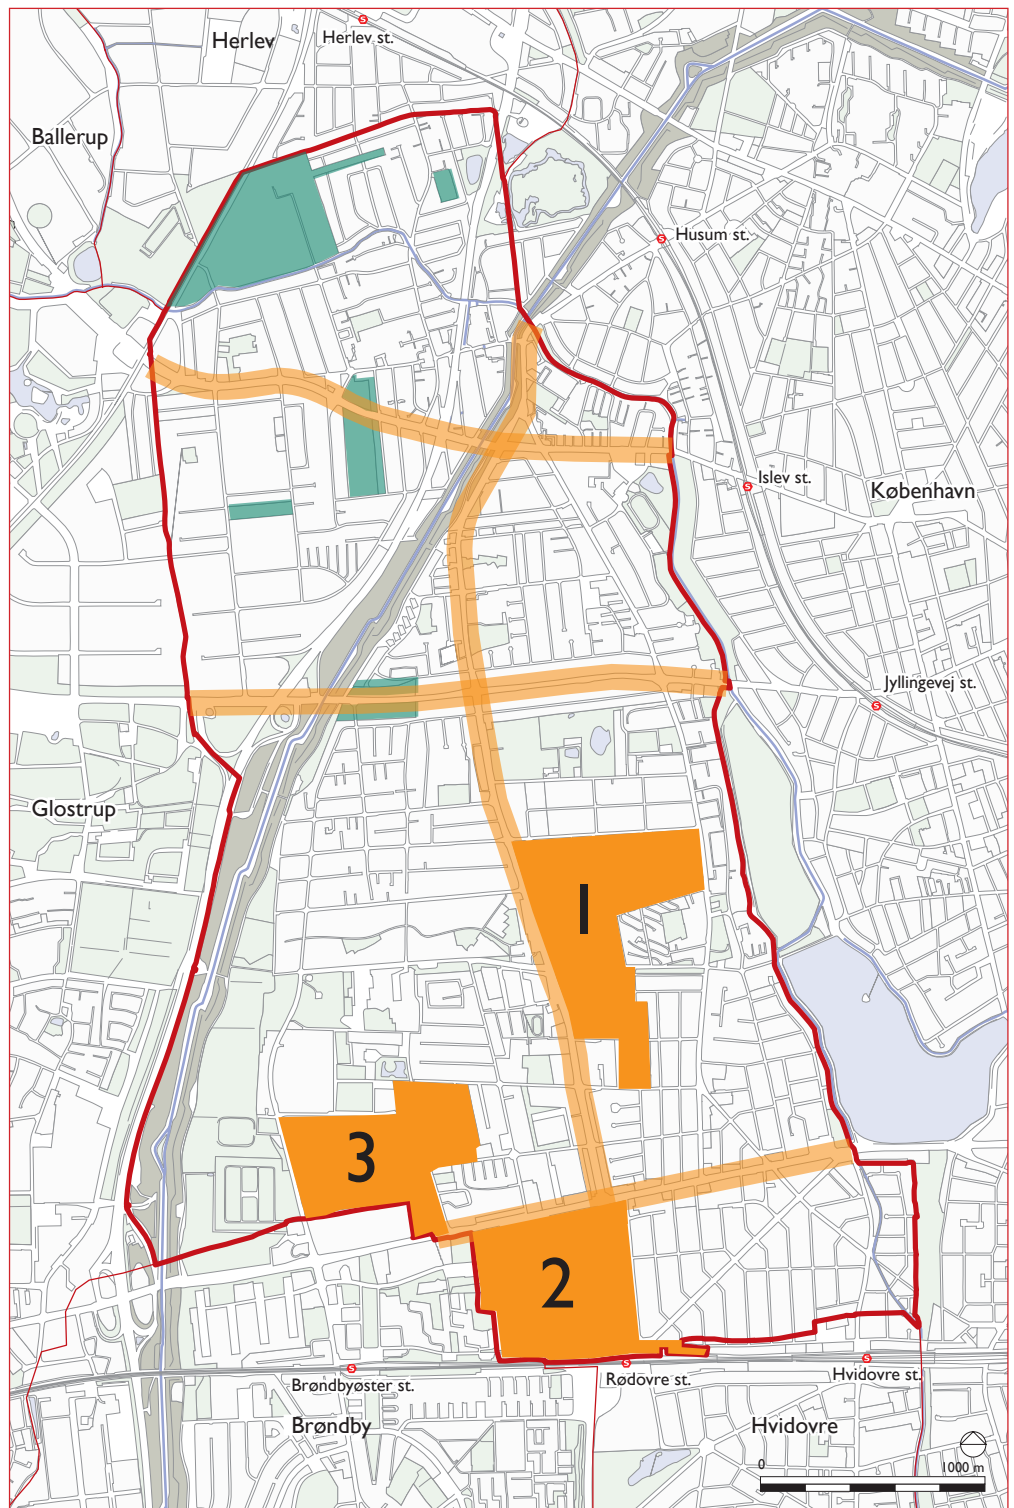 Herlev
S
Herlev st.
Ballerup
Husum st.
S
Islev st.
S
København
Jyllingevej st.
S
Glostrup
1
3
2
S
Brøndbyøster st.
S
Rødovre st.
S
Hvidovre st.
Brøndby
Hvidovre
0
1000 m